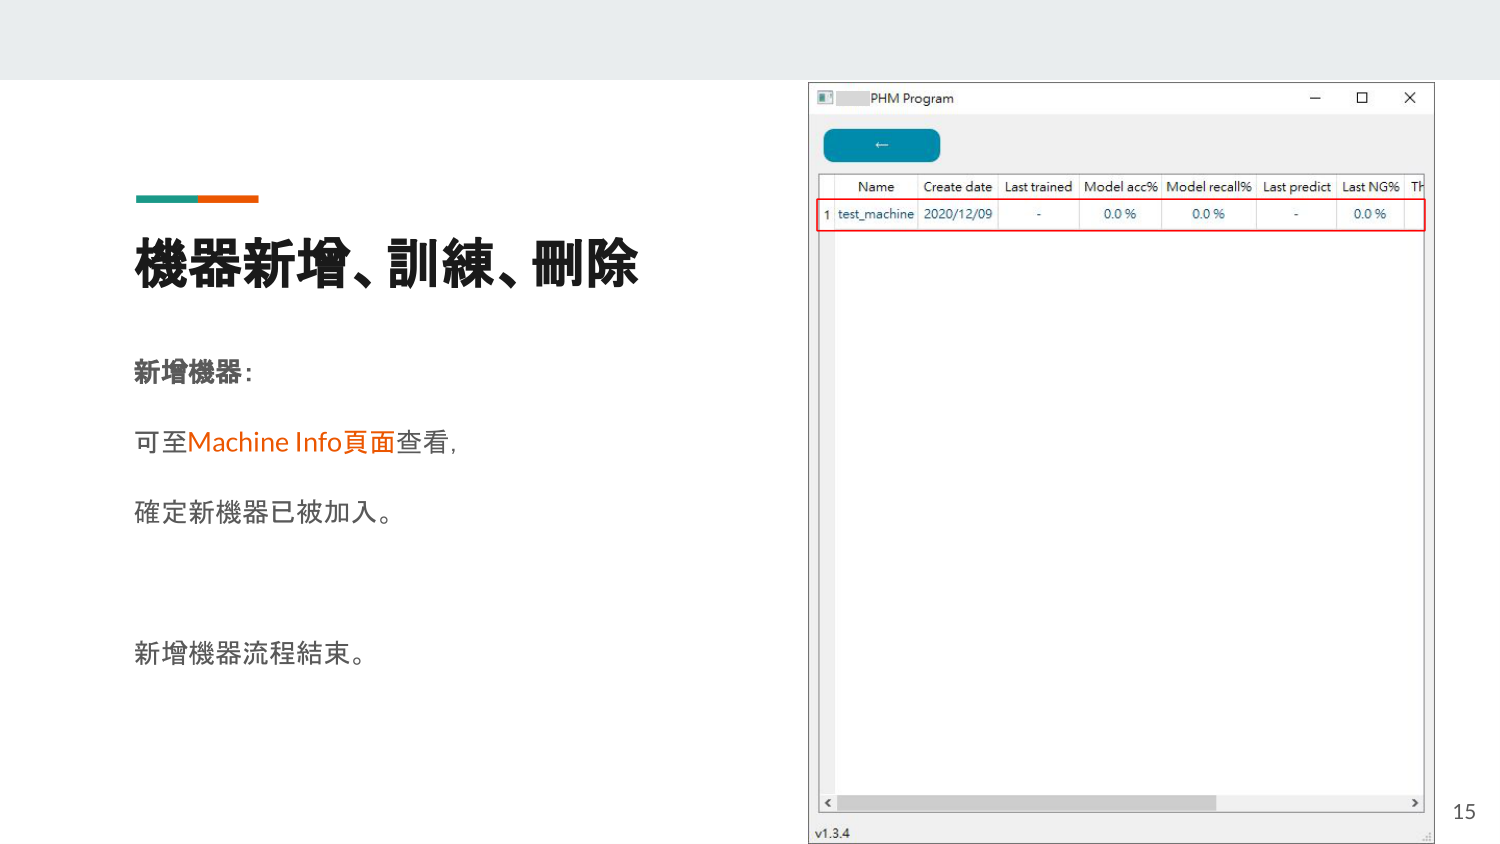 機器新增、訓練、刪除
新增機器：
可至Machine Info頁面查看，
確定新機器已被加入。
新增機器流程結束。
PHM Program
←
Name Create date Last trained Model acc% Model recall% Last predict Last NG%
1 test_machine 2020/12/09 - 0.0 % 0.0 % - 0.0 %
v1.3.4
15